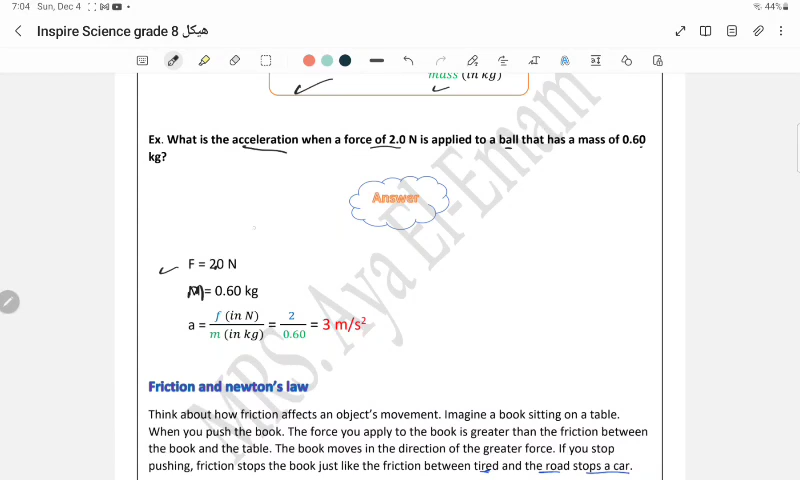 7:04 Sun, Dec 4
44%
Inspire Science grade 8 هيكل
mass (in kg)
Ex. What is the acceleration when a force of 2.0 N is applied to a ball that has a mass of 0.60
kg?
Answer
F = 2.0 N
M = 0.60 kg
a = f (in N) / m (in kg) = 2 / 0.60 = 3 m/s²
Friction and newton's law
Think about how friction affects an object's movement. Imagine a book sitting on a table.
When you push the book. The force you apply to the book is greater than the friction between
the book and the table. The book moves in the direction of the greater force. If you stop
pushing, friction stops the book just like the friction between tired and the road stops a car.
MRS. Aya El-Emam